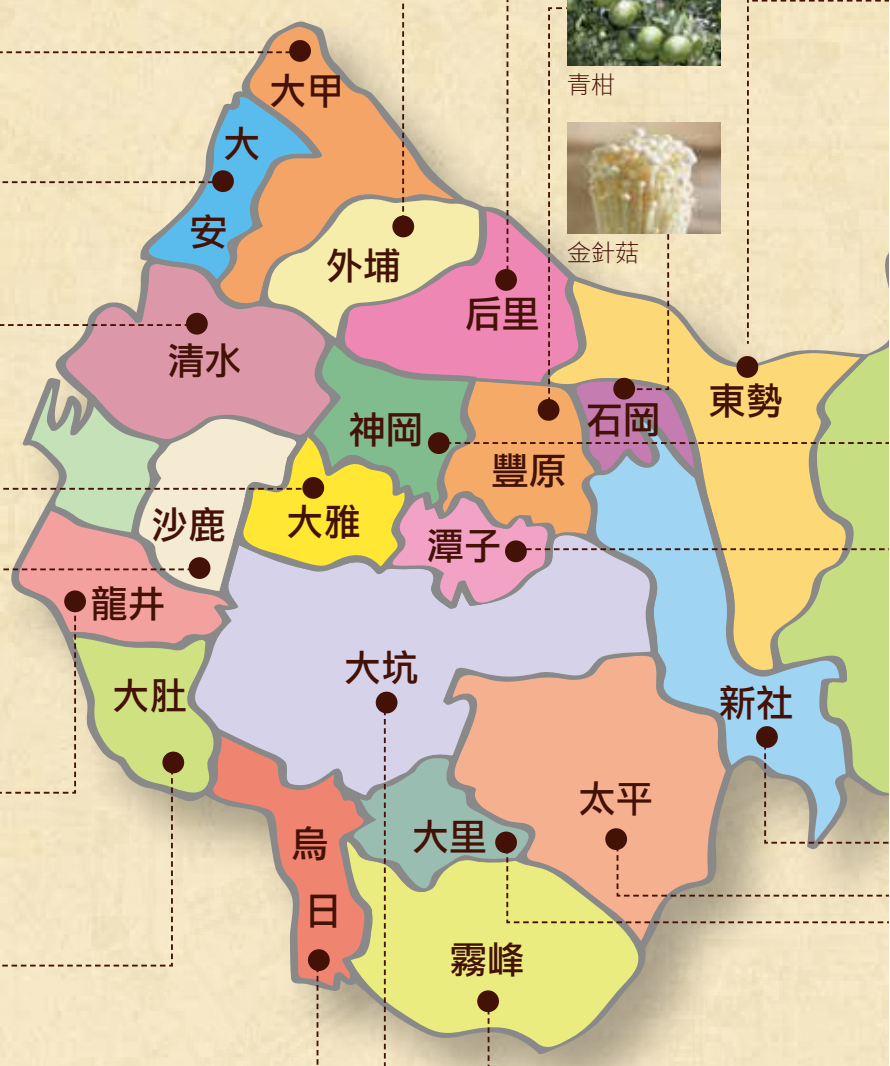 大甲
青柑
大
安
金針菇
外埔
后里
清水
東勢
石岡
神岡
豐原
大雅
沙鹿
潭子
龍井
大坑
大肚
新社
太平
烏
大里
日
霧峰